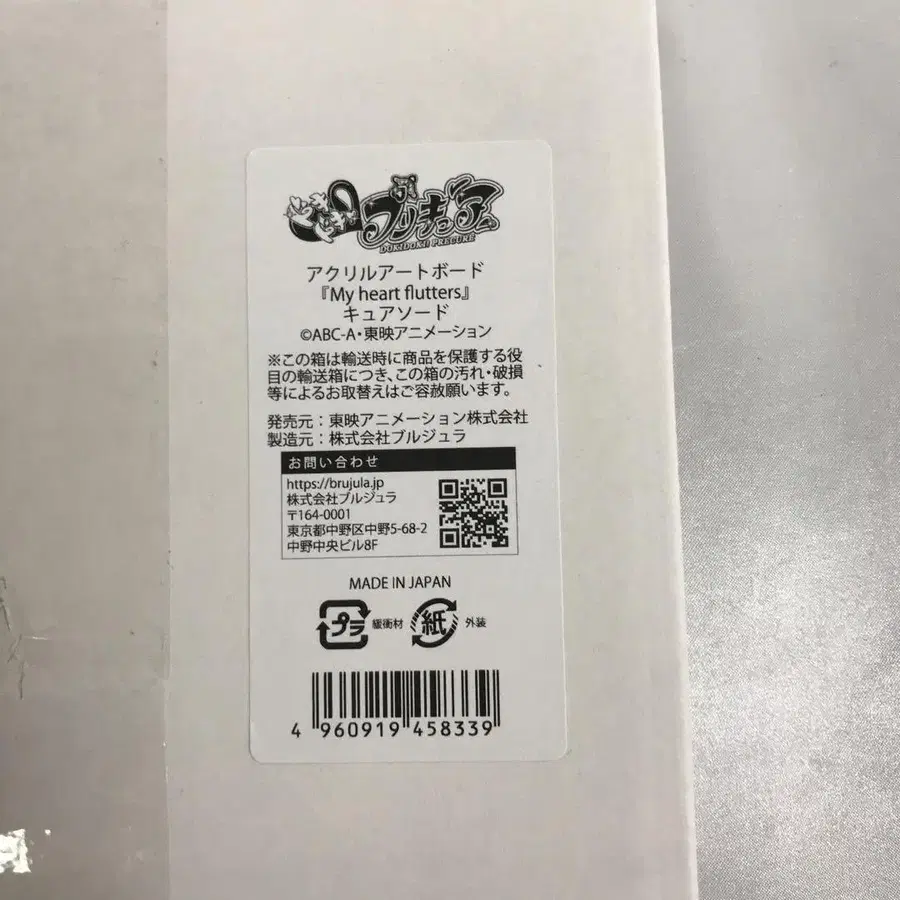 ドキドキ!
プリキュア
DOKIDOKI! PRECURE
アクリルアートボード
『My heart flutters』
キュアソード
©ABC-A・東映アニメーション
※この箱は輸送時に商品を保護する役
目の輸送箱につき、この箱の汚れ・破損
等によるお取替えはご容赦願います。
発売元：東映アニメーション株式会社
製造元：株式会社ブルジュラ
お問い合わせ
https://brujula.jp
株式会社ブルジュラ
〒164-0001
東京都中野区中野5-68-2
中野中央ビル8F
MADE IN JAPAN
プラ 緩衝材 紙 外装
4 960919 458339